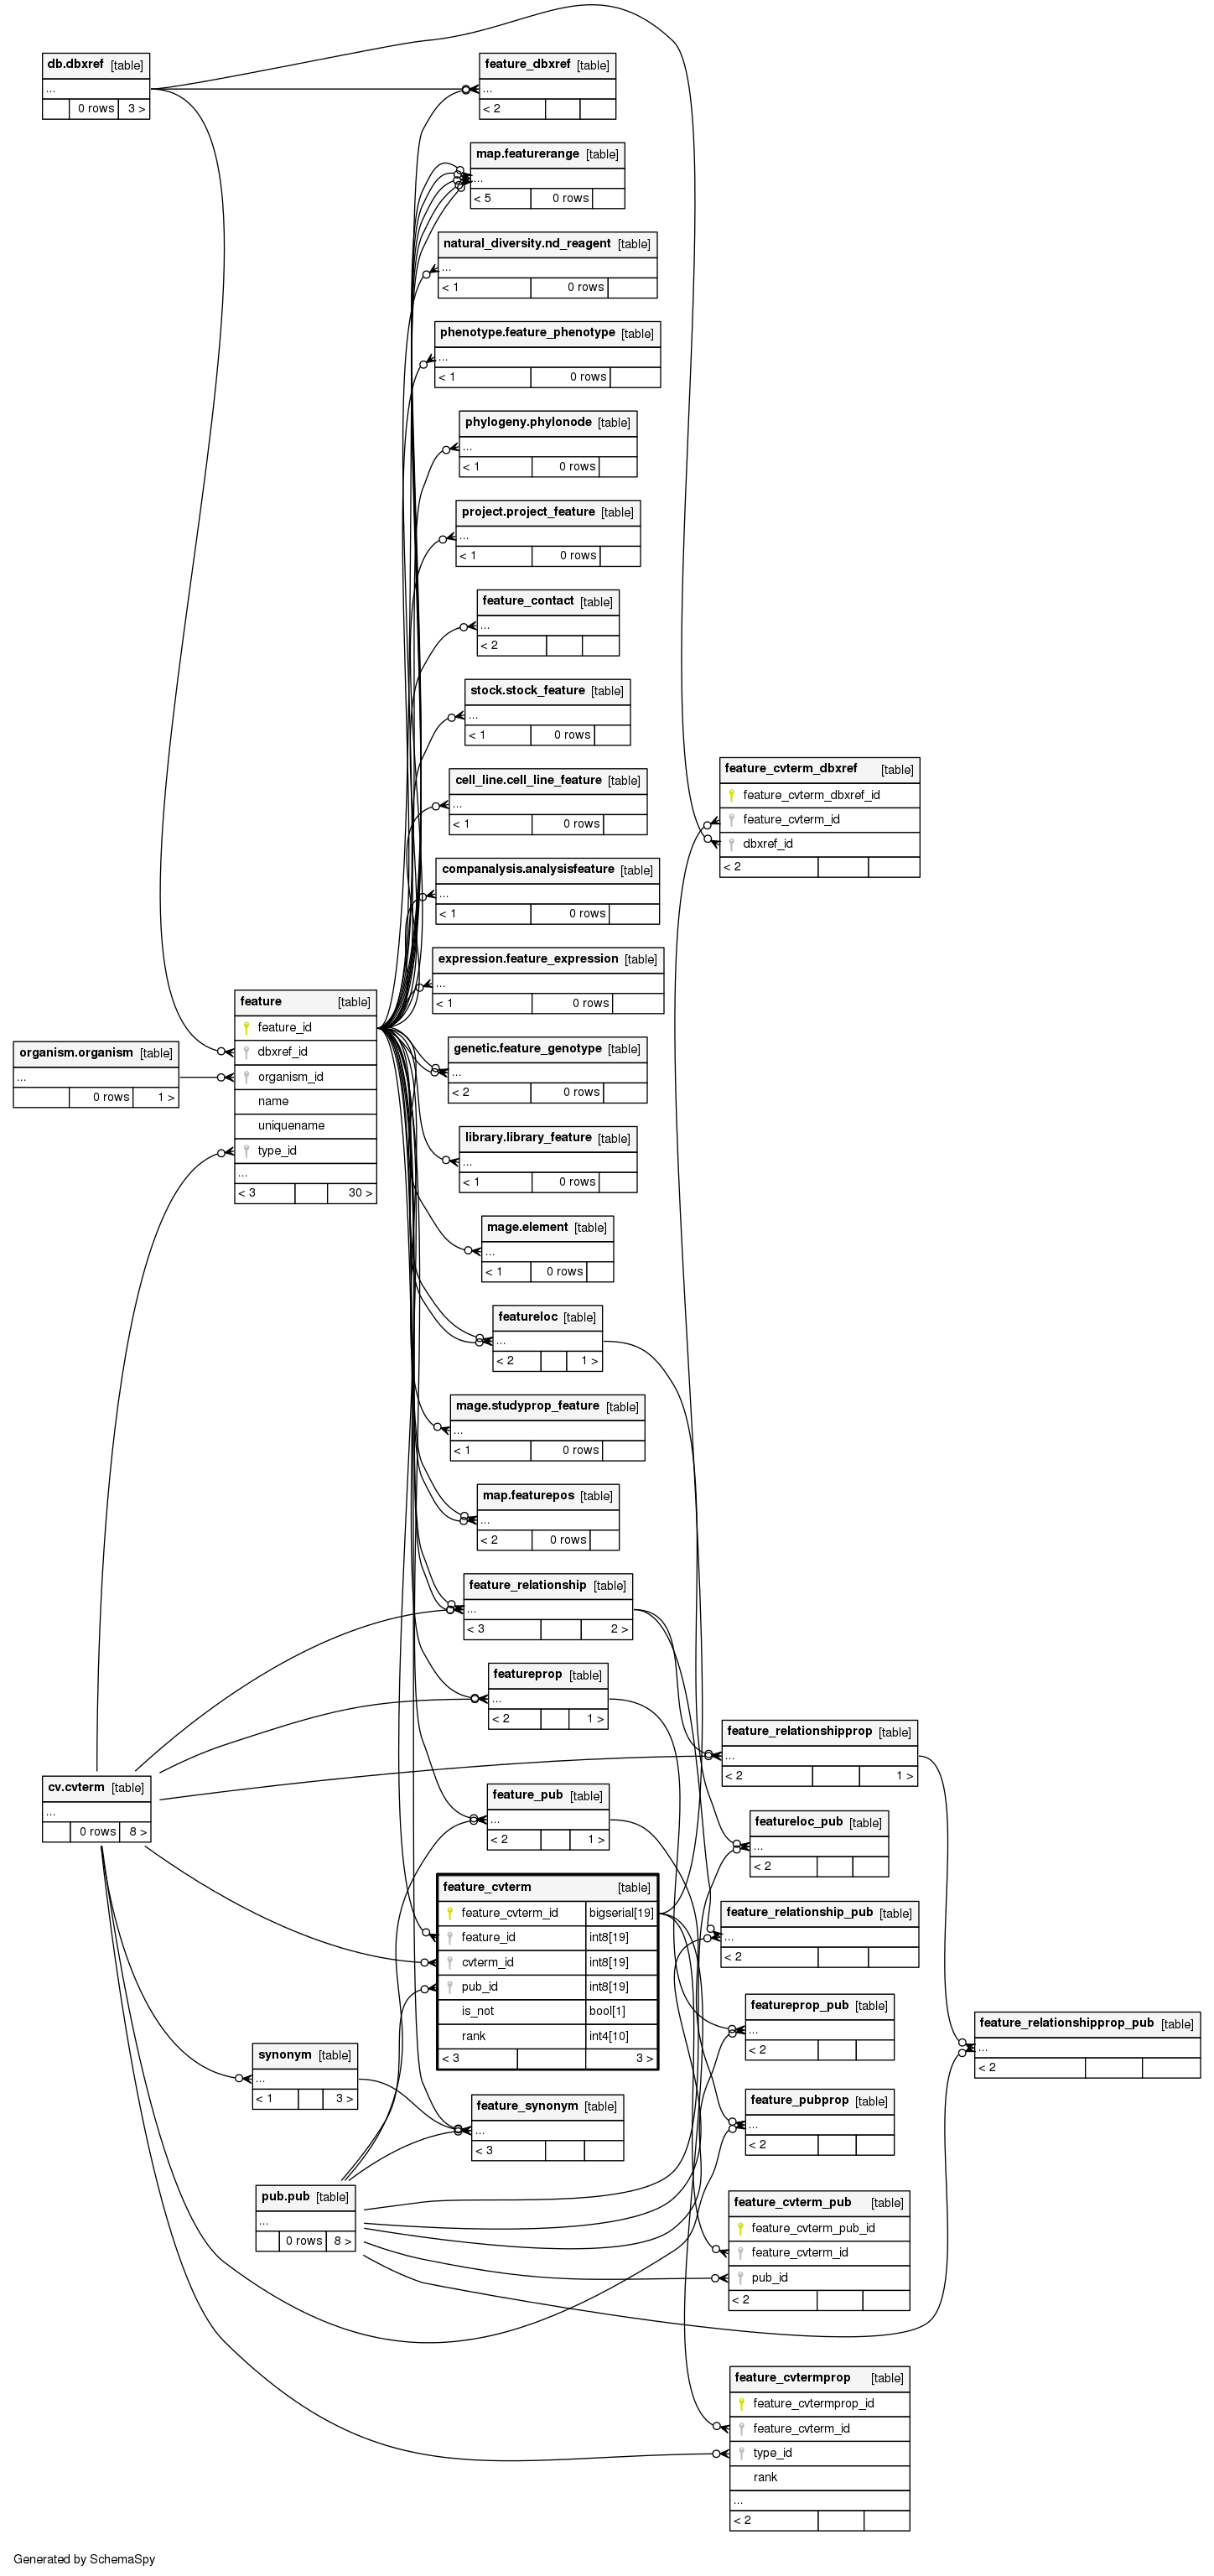 db.dbxref [table]
...
0 rows 3 >
feature_dbxref [table]
...
< 2
map.featurerange [table]
...
< 5 0 rows
natural_diversity.nd_reagent [table]
...
< 1 0 rows
phenotype.feature_phenotype [table]
...
< 1 0 rows
phylogeny.phylonode [table]
...
< 1 0 rows
project.project_feature [table]
...
< 1 0 rows
feature_contact [table]
...
< 2
stock.stock_feature [table]
...
< 1 0 rows
cell_line.cell_line_feature [table]
...
< 1 0 rows
feature_cvterm_dbxref [table]
feature_cvterm_dbxref_id
feature_cvterm_id
dbxref_id
< 2
companalysis.analysisfeature [table]
...
< 1 0 rows
expression.feature_expression [table]
...
< 1 0 rows
feature [table]
feature_id
dbxref_id
organism_id
name
uniquename
type_id
...
< 3 30 >
organism.organism [table]
...
0 rows 1 >
genetic.feature_genotype [table]
...
< 2 0 rows
library.library_feature [table]
...
< 1 0 rows
mage.element [table]
...
< 1 0 rows
featureloc [table]
...
< 2 1 >
mage.studyprop_feature [table]
...
< 1 0 rows
map.featurepos [table]
...
< 2 0 rows
feature_relationship [table]
...
< 3 2 >
featureprop [table]
...
< 2 1 >
feature_relationshipprop [table]
...
< 2 1 >
cv.cvterm [table]
...
0 rows 8 >
feature_pub [table]
...
< 2 1 >
featureloc_pub [table]
...
< 2
feature_cvterm [table]
feature_cvterm_id bigserial[19]
feature_id int8[19]
cvterm_id int8[19]
pub_id int8[19]
is_not bool[1]
rank int4[10]
< 3 3 >
feature_relationship_pub [table]
...
< 2
featureprop_pub [table]
...
< 2
feature_relationshipprop_pub [table]
...
< 2
synonym [table]
...
< 1 3 >
feature_synonym [table]
...
< 3
feature_pubprop [table]
...
< 2
pub.pub [table]
...
0 rows 8 >
feature_cvterm_pub [table]
feature_cvterm_pub_id
feature_cvterm_id
pub_id
< 2
feature_cvtermprop [table]
feature_cvtermprop_id
feature_cvterm_id
type_id
rank
...
< 2
Generated by SchemaSpy